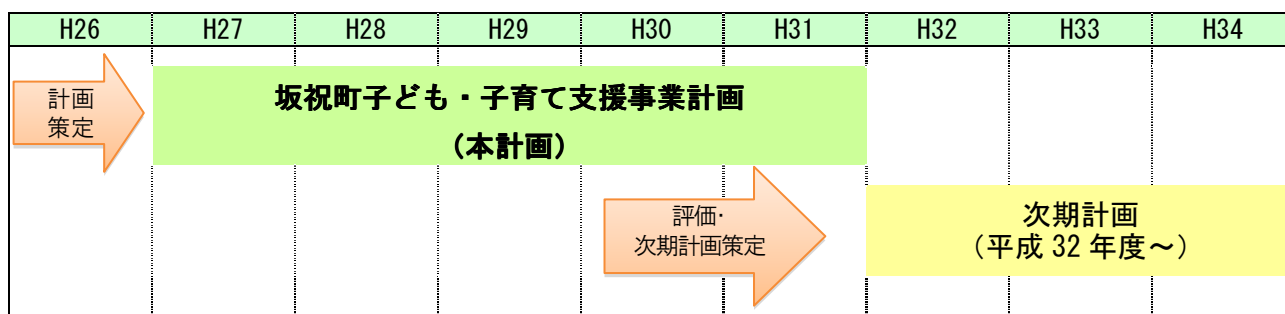 H26 H27 H28 H29 H30 H31 H32 H33 H34
計画
策定
坂祝町子ども・子育て支援事業計画
（本計画）
評価・
次期計画策定
次期計画
（平成 32 年度～）